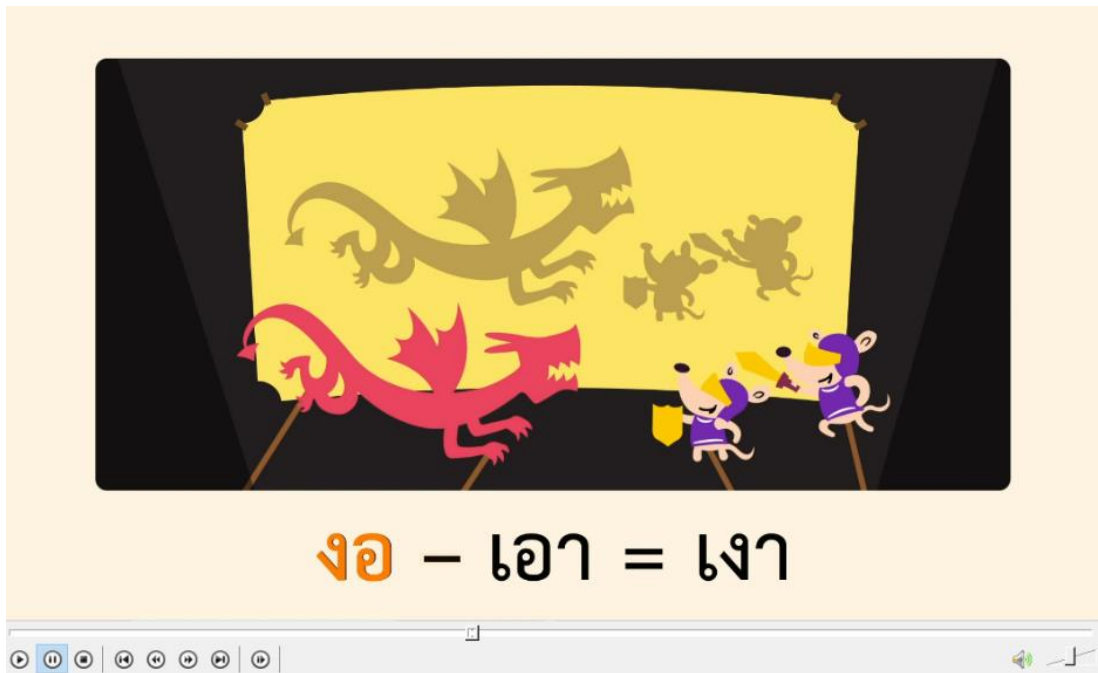 งอ – เอา = เงา